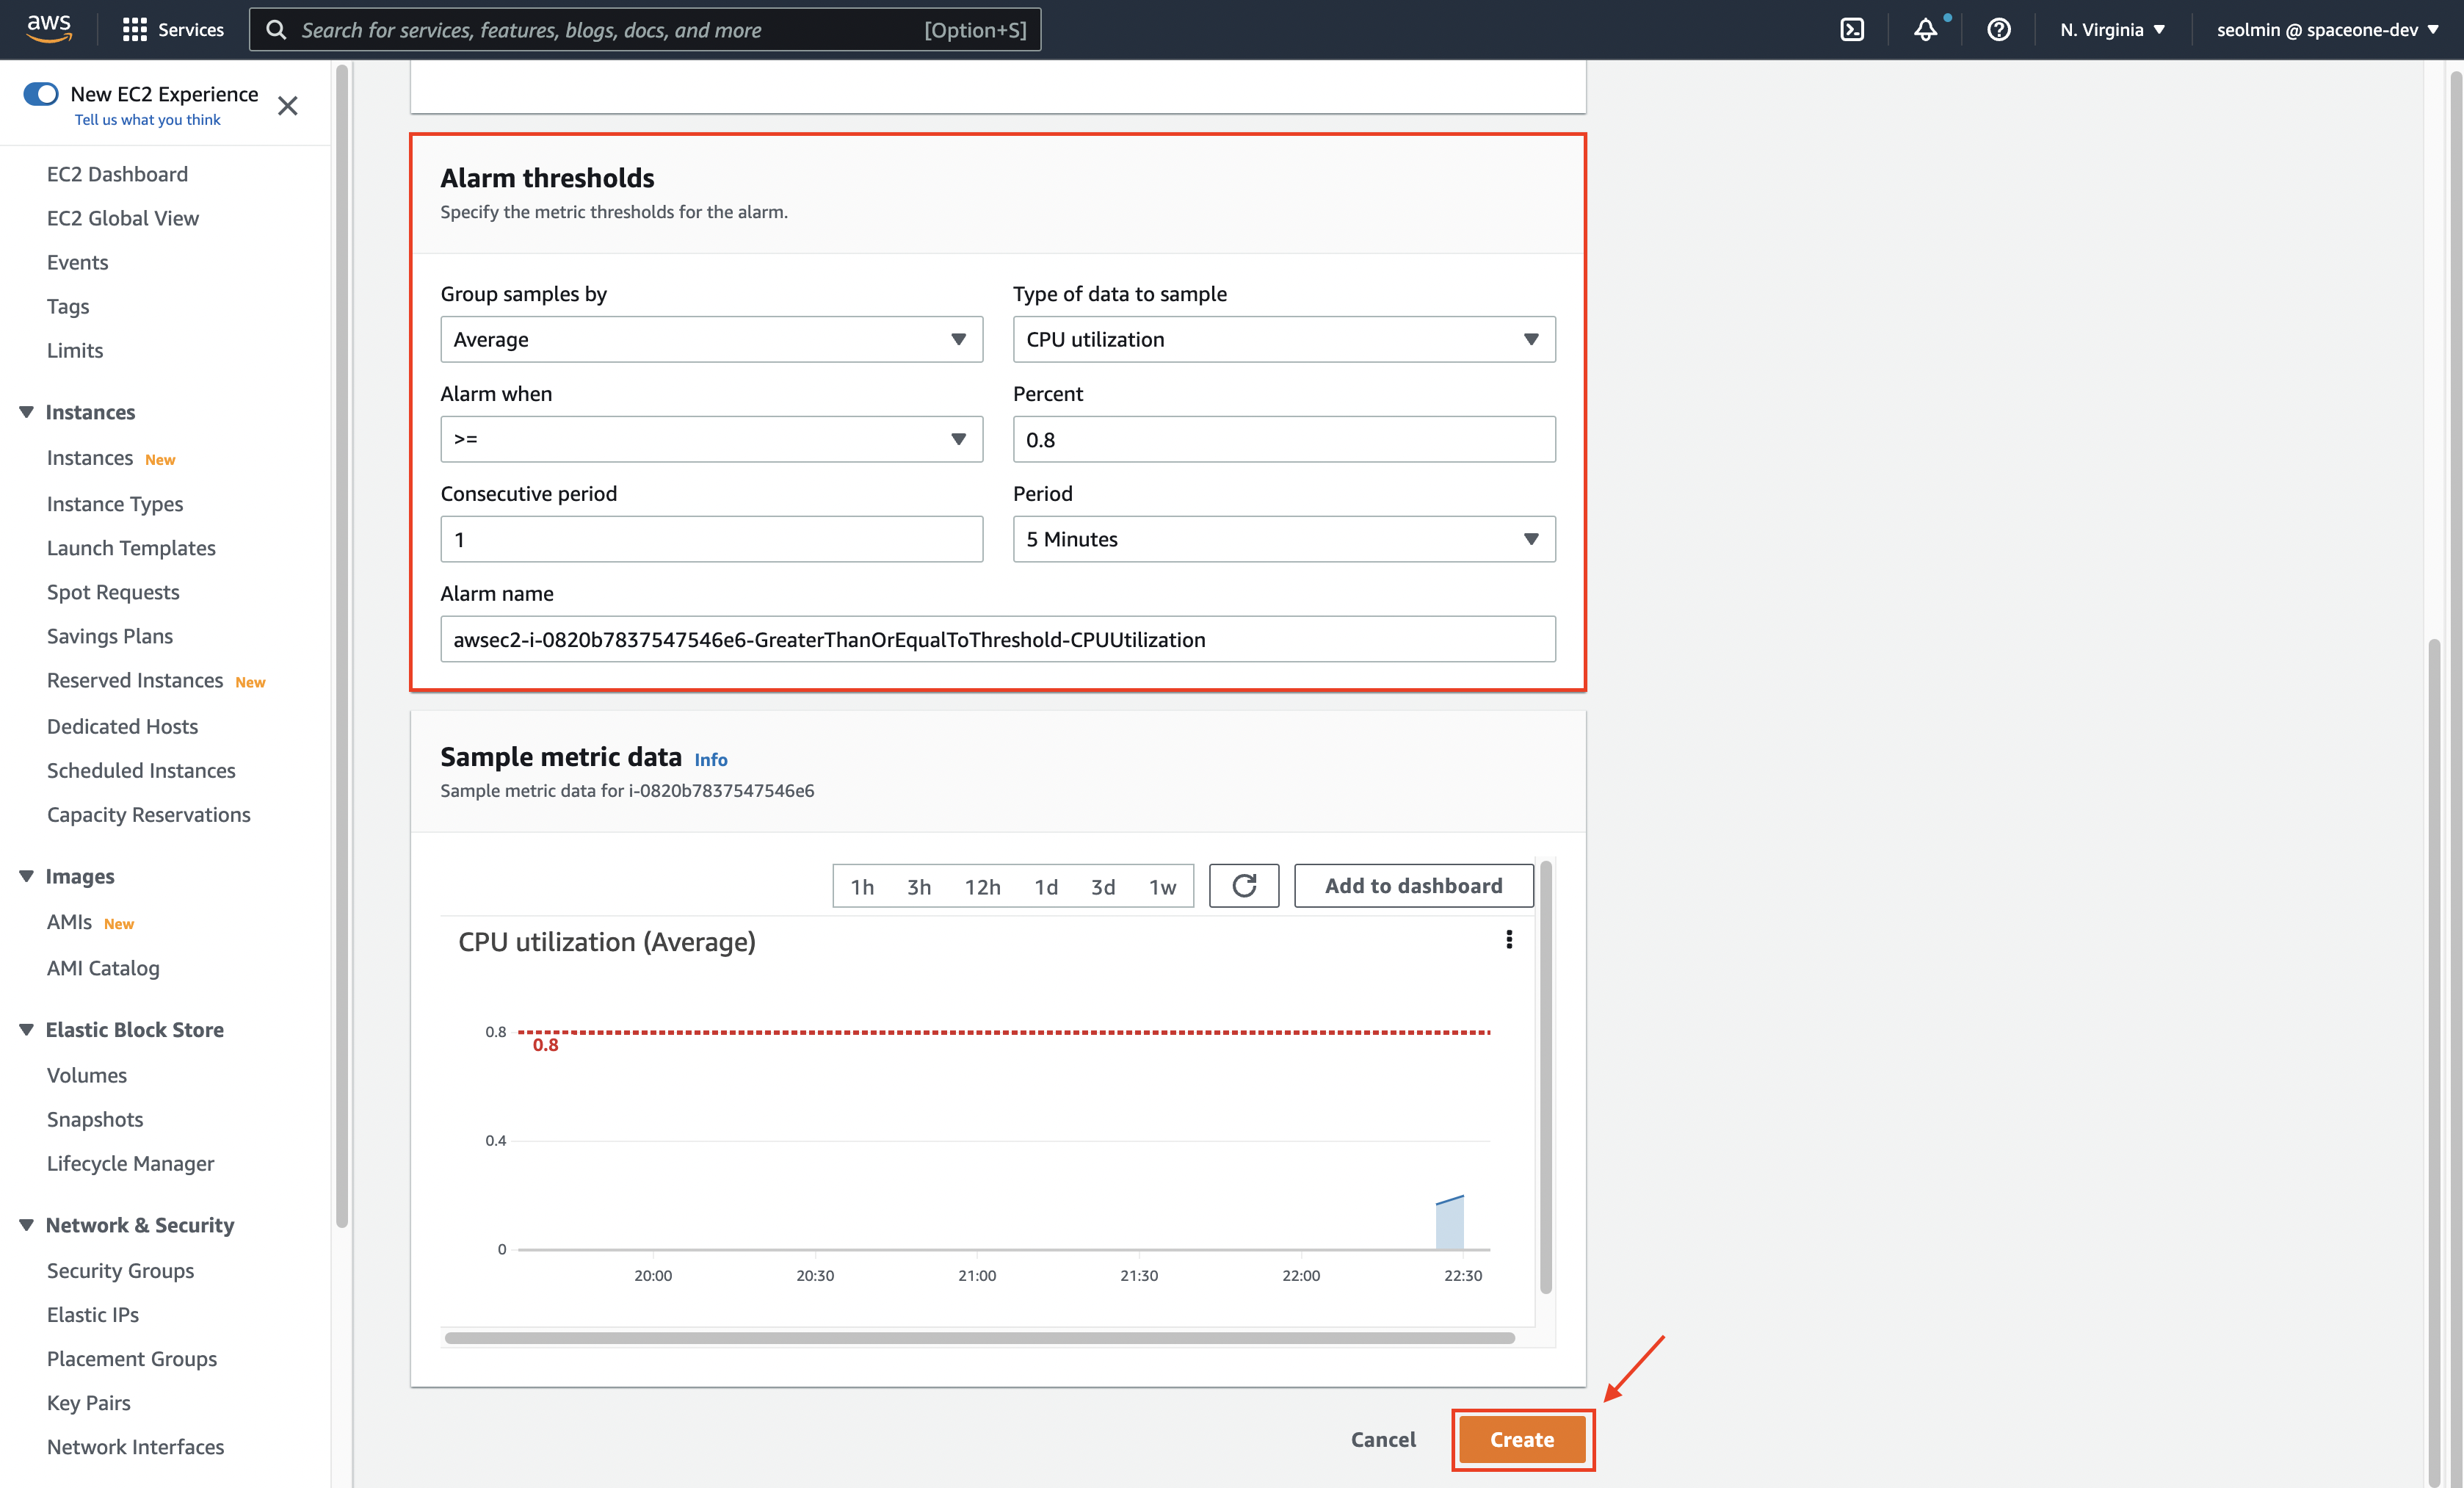 aws
Services
Search for services, features, blogs, docs, and more [Option+S]
N. Virginia
seolmin @ spaceone-dev
New EC2 Experience
Tell us what you think
EC2 Dashboard
EC2 Global View
Events
Tags
Limits
Instances
Instances New
Instance Types
Launch Templates
Spot Requests
Savings Plans
Reserved Instances New
Dedicated Hosts
Scheduled Instances
Capacity Reservations
Images
AMIs New
AMI Catalog
Elastic Block Store
Volumes
Snapshots
Lifecycle Manager
Network & Security
Security Groups
Elastic IPs
Placement Groups
Key Pairs
Network Interfaces
Alarm thresholds
Specify the metric thresholds for the alarm.
Group samples by
Average
Type of data to sample
CPU utilization
Alarm when
>=
Percent
0.8
Consecutive period
1
Period
5 Minutes
Alarm name
awsec2-i-0820b7837547546e6-GreaterThanOrEqualToThreshold-CPUUtilization
Sample metric data Info
Sample metric data for i-0820b7837547546e6
1h 3h 12h 1d 3d 1w
Add to dashboard
CPU utilization (Average)
0.8
0.8
0.4
0
20:00 20:30 21:00 21:30 22:00 22:30
Cancel
Create